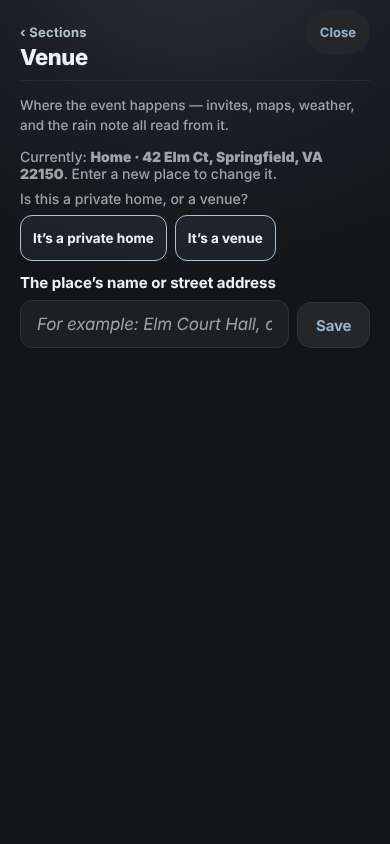 ‹ Sections
Close
Venue
Where the event happens — invites, maps, weather,
and the rain note all read from it.
Currently: Home · 42 Elm Ct, Springfield, VA
22150. Enter a new place to change it.
Is this a private home, or a venue?
It’s a private home
It’s a venue
The place’s name or street address
For example: Elm Court Hall, c
Save